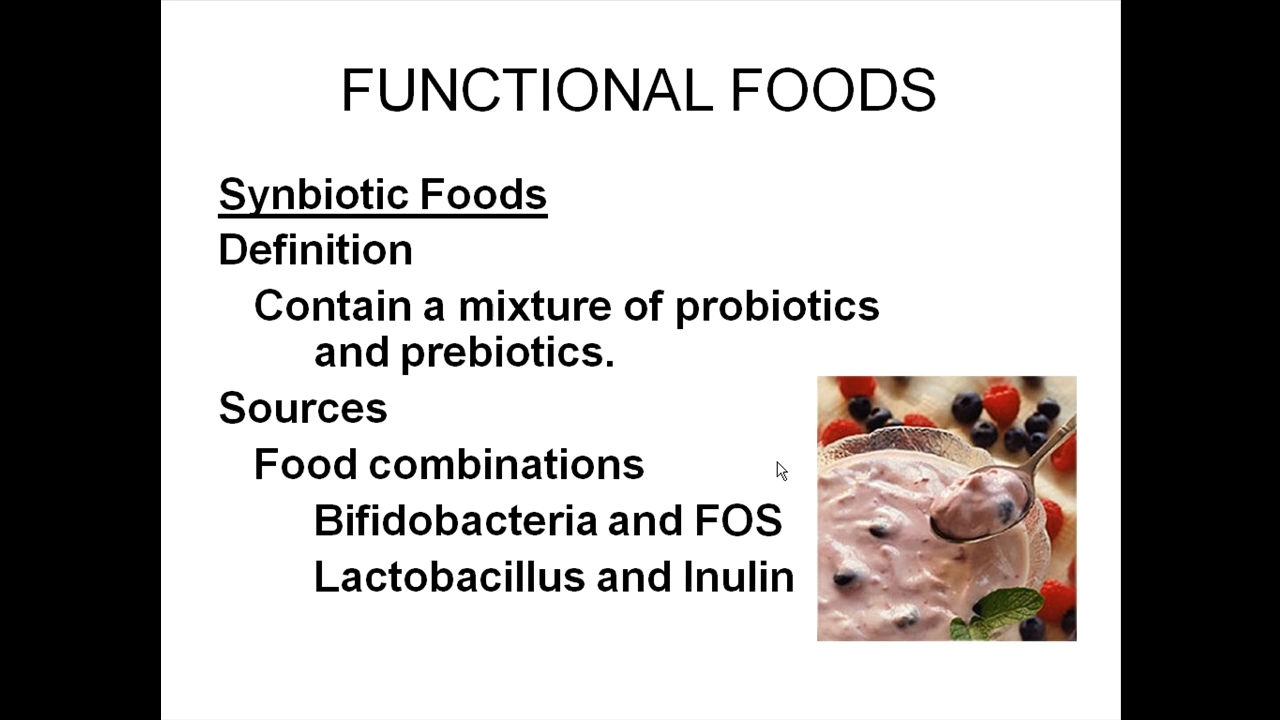 FUNCTIONAL FOODS
Synbiotic Foods
Definition
Contain a mixture of probiotics
and prebiotics.
Sources
Food combinations
Bifidobacteria and FOS
Lactobacillus and Inulin